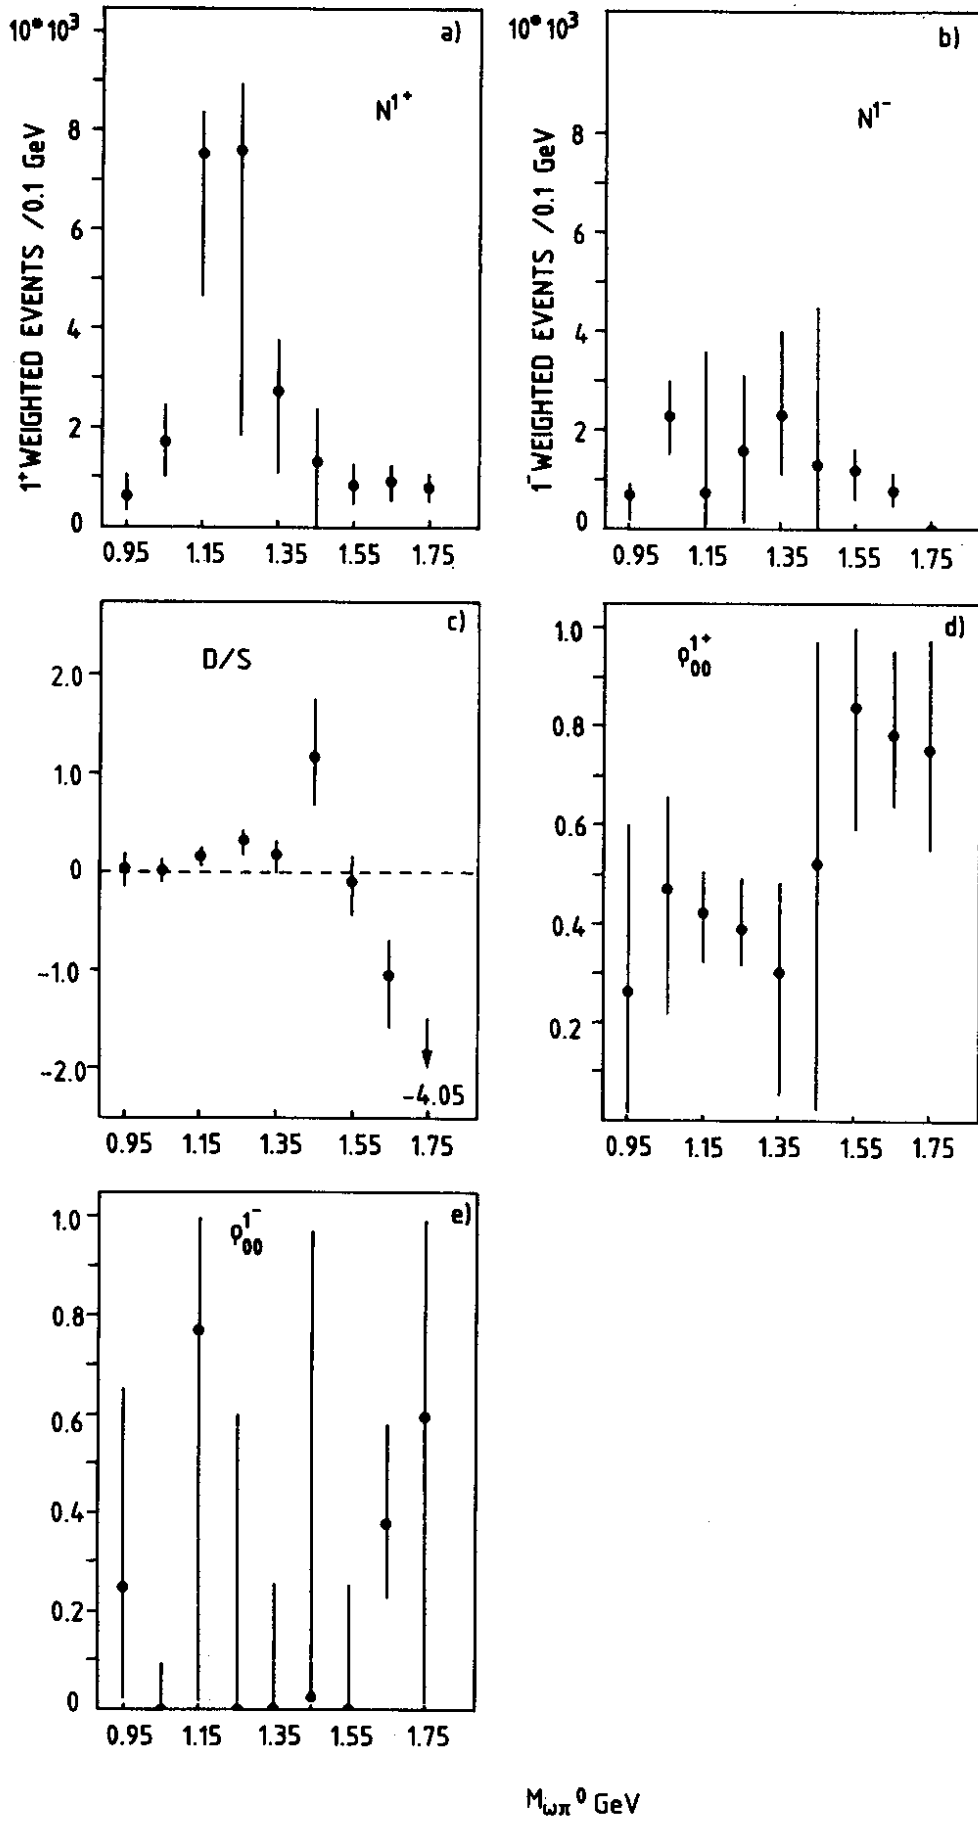 10*10³
a)
N¹⁺
1⁺WEIGHTED EVENTS /0.1 GeV
8
6
4
2
0
0.95 1.15 1.35 1.55 1.75
10*10³
b)
N¹⁻
1⁻WEIGHTED EVENTS /0.1 GeV
8
6
4
2
0
0.95 1.15 1.35 1.55 1.75
c)
D/S
2.0
1.0
0
-1.0
-2.0
-4.05
0.95 1.15 1.35 1.55 1.75
d)
ρ₀₀¹⁺
1.0
0.8
0.6
0.4
0.2
0.95 1.15 1.35 1.55 1.75
e)
ρ₀₀¹⁻
1.0
0.8
0.6
0.4
0.2
0
0.95 1.15 1.35 1.55 1.75
M_ωπ⁰ GeV